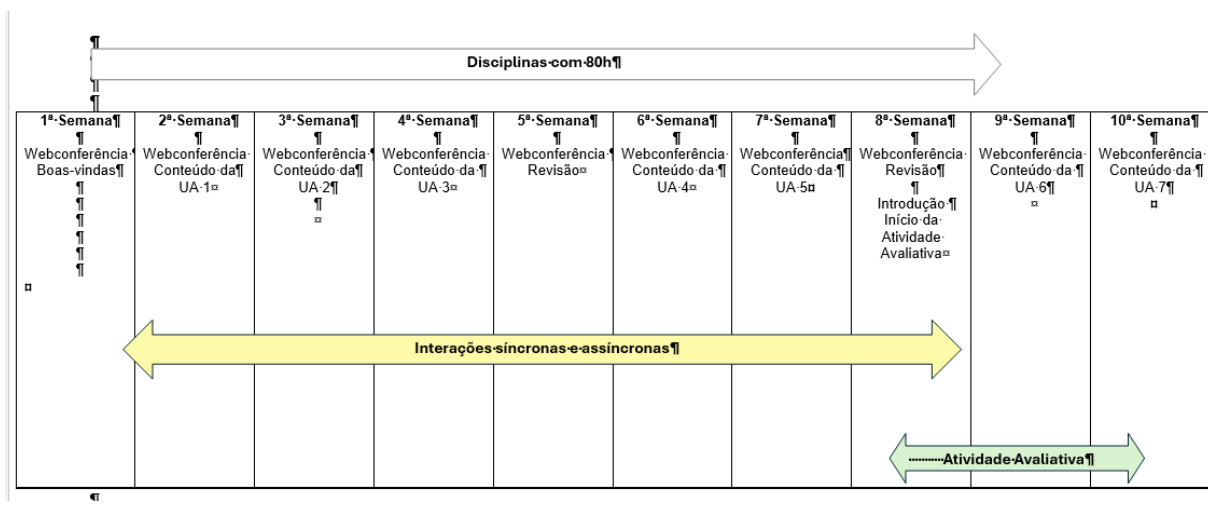 Disciplinas com 80h
1ª Semana
Webconferência
Boas-vindas
2ª Semana
Webconferência
Conteúdo da
UA 1
3ª Semana
Webconferência
Conteúdo da
UA 2
4ª Semana
Webconferência
Conteúdo da
UA 3
5ª Semana
Webconferência
Revisão
6ª Semana
Webconferência
Conteúdo da
UA 4
7ª Semana
Webconferência
Conteúdo da
UA 5
8ª Semana
Webconferência
Revisão
Introdução
Início da
Atividade
Avaliativa
9ª Semana
Webconferência
Conteúdo da
UA 6
10ª Semana
Webconferência
Conteúdo da
UA 7
Interações síncronas e assíncronas
Atividade Avaliativa